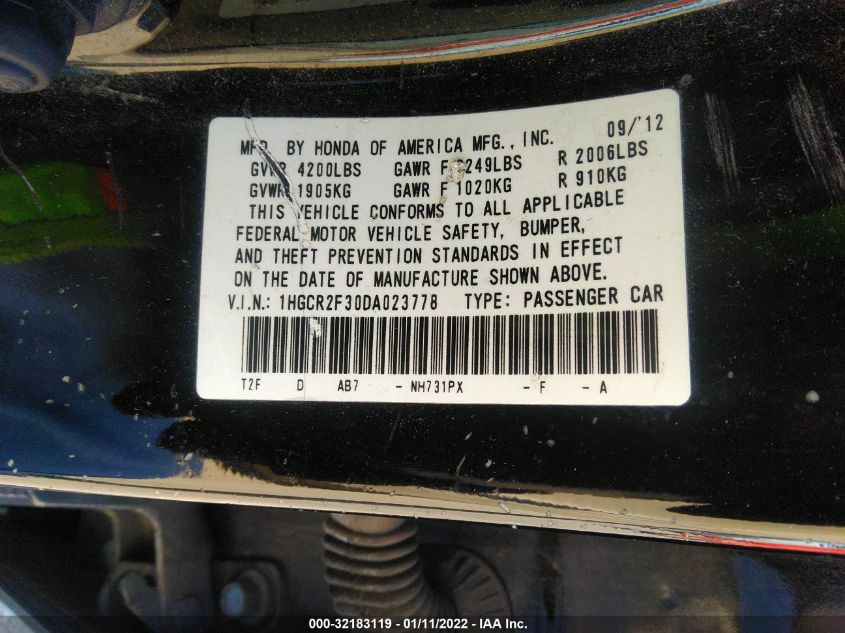 MFD. BY HONDA OF AMERICA MFG., INC. 09/'12
GVWR 4200LBS GAWR F 2249LBS R 2006LBS
GVWR 1905KG GAWR F 1020KG R 910KG
THIS VEHICLE CONFORMS TO ALL APPLICABLE
FEDERAL MOTOR VEHICLE SAFETY, BUMPER,
AND THEFT PREVENTION STANDARDS IN EFFECT
ON THE DATE OF MANUFACTURE SHOWN ABOVE.
V.I.N.: 1HGCR2F30DA023778 TYPE: PASSENGER CAR
T2F D AB7 - NH731PX - F - A
000-32183119 - 01/11/2022 - IAA Inc.